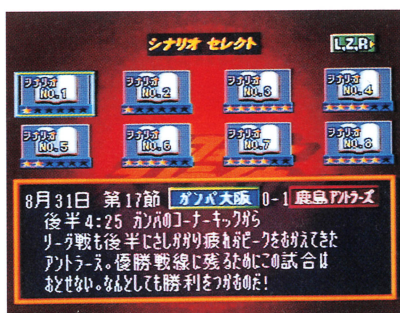 シナリオ セレクト
L,Z,R
シナリオ NO.1
シナリオ NO.2
シナリオ NO.3
シナリオ NO.4
シナリオ NO.5
シナリオ NO.6
シナリオ NO.7
シナリオ NO.8
8月31日 第17節 ガンバ大阪 0-1 鹿島アントラーズ
後半4:25 ガンバのコーナーキックから
リーグ戦も後半にさしかかり疲れがピークをむかえてきた
アントラーズ。優勝戦線に残るためにこの試合は
おとせない。なんとしても勝利をつかむのだ!